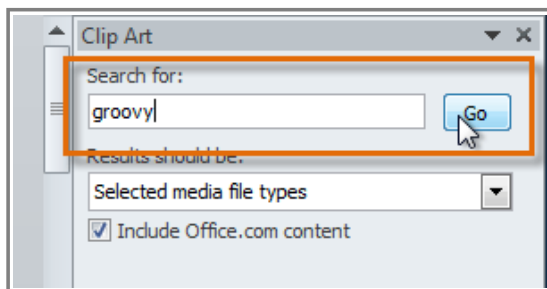 Clip Art
Search for:
groovy
Go
Results should be:
Selected media file types
Include Office.com content